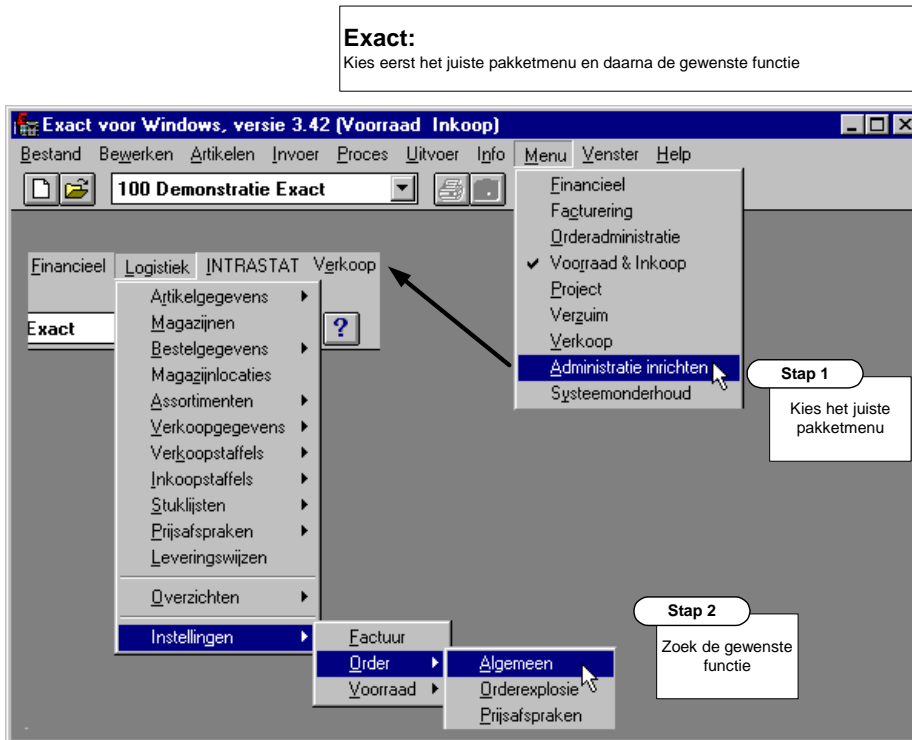 Exact:
Kies eerst het juiste pakketmenu en daarna de gewenste functie
Exact voor Windows, versie 3.42 (Voorraad Inkoop)
Bestand Bewerken Artikelen Invoer Proces Uitvoer Info Menu Venster Help
100 Demonstratie Exact
Financieel
Facturering
Orderadministratie
Voorraad & Inkoop
Project
Verzuim
Verkoop
Administratie inrichten
Systeemonderhoud
Stap 1
Kies het juiste
pakketmenu
Financieel Logistiek INTRASTAT Verkoop
Exact
?
Artikelgegevens
Magazijnen
Bestelgegevens
Magazijnlocaties
Assortimenten
Verkoopgegevens
Verkoopstaffels
Inkoopstaffels
Stuklijsten
Prijsafspraken
Leveringswijzen
Overzichten
Instellingen
Factuur
Order
Voorraad
Algemeen
Orderexplosie
Prijsafspraken
Stap 2
Zoek de gewenste
functie